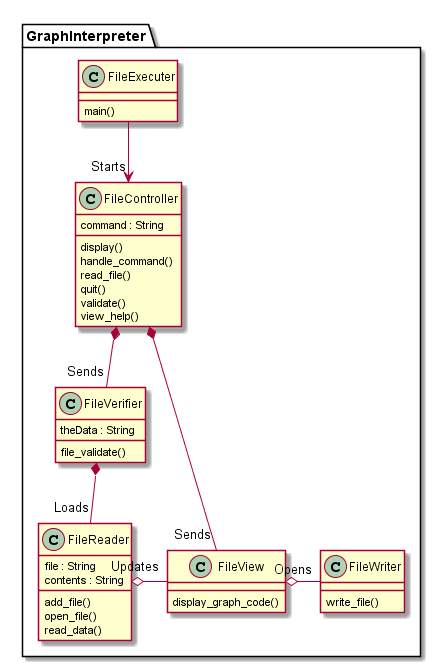 GraphInterpreter
C FileExecuter
main()
Starts
C FileController
command : String
display()
handle_command()
read_file()
quit()
validate()
view_help()
Sends
C FileVerifier
theData : String
file_validate()
Loads
Sends
C FileReader
file : String
contents : String
add_file()
open_file()
read_data()
Updates
C FileView
display_graph_code()
Opens
C FileWriter
write_file()